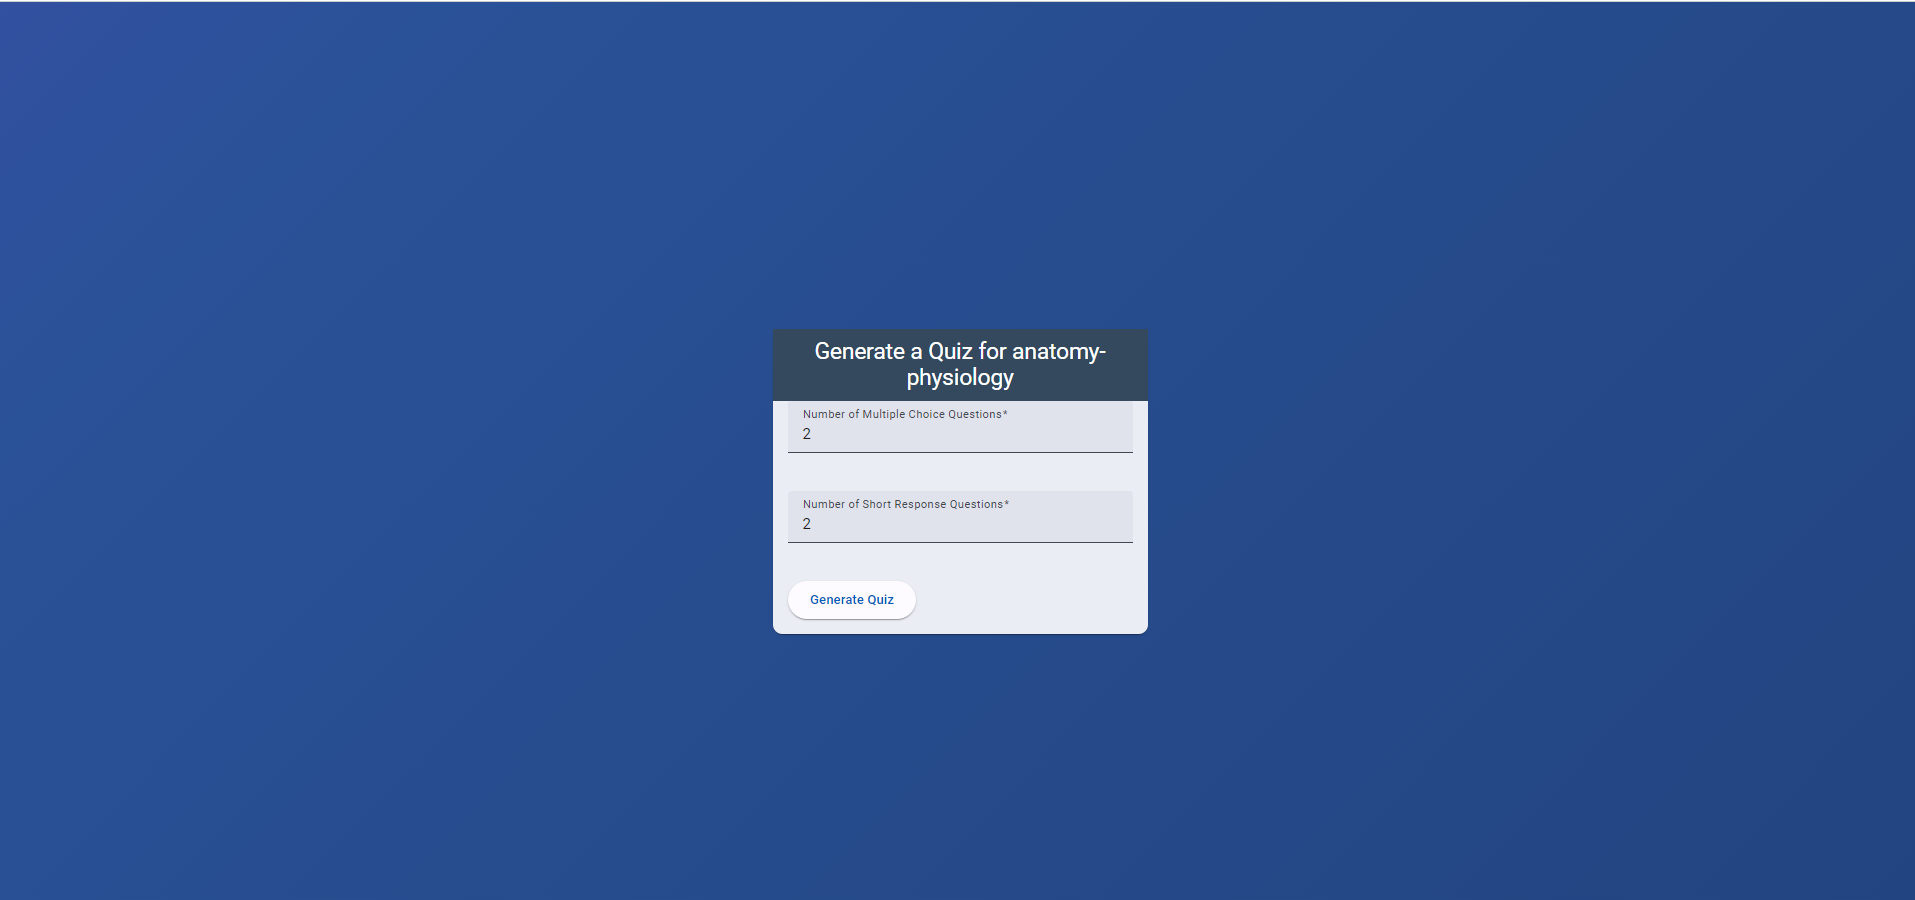 Generate a Quiz for anatomy-
physiology
Number of Multiple Choice Questions*
2
Number of Short Response Questions*
2
Generate Quiz